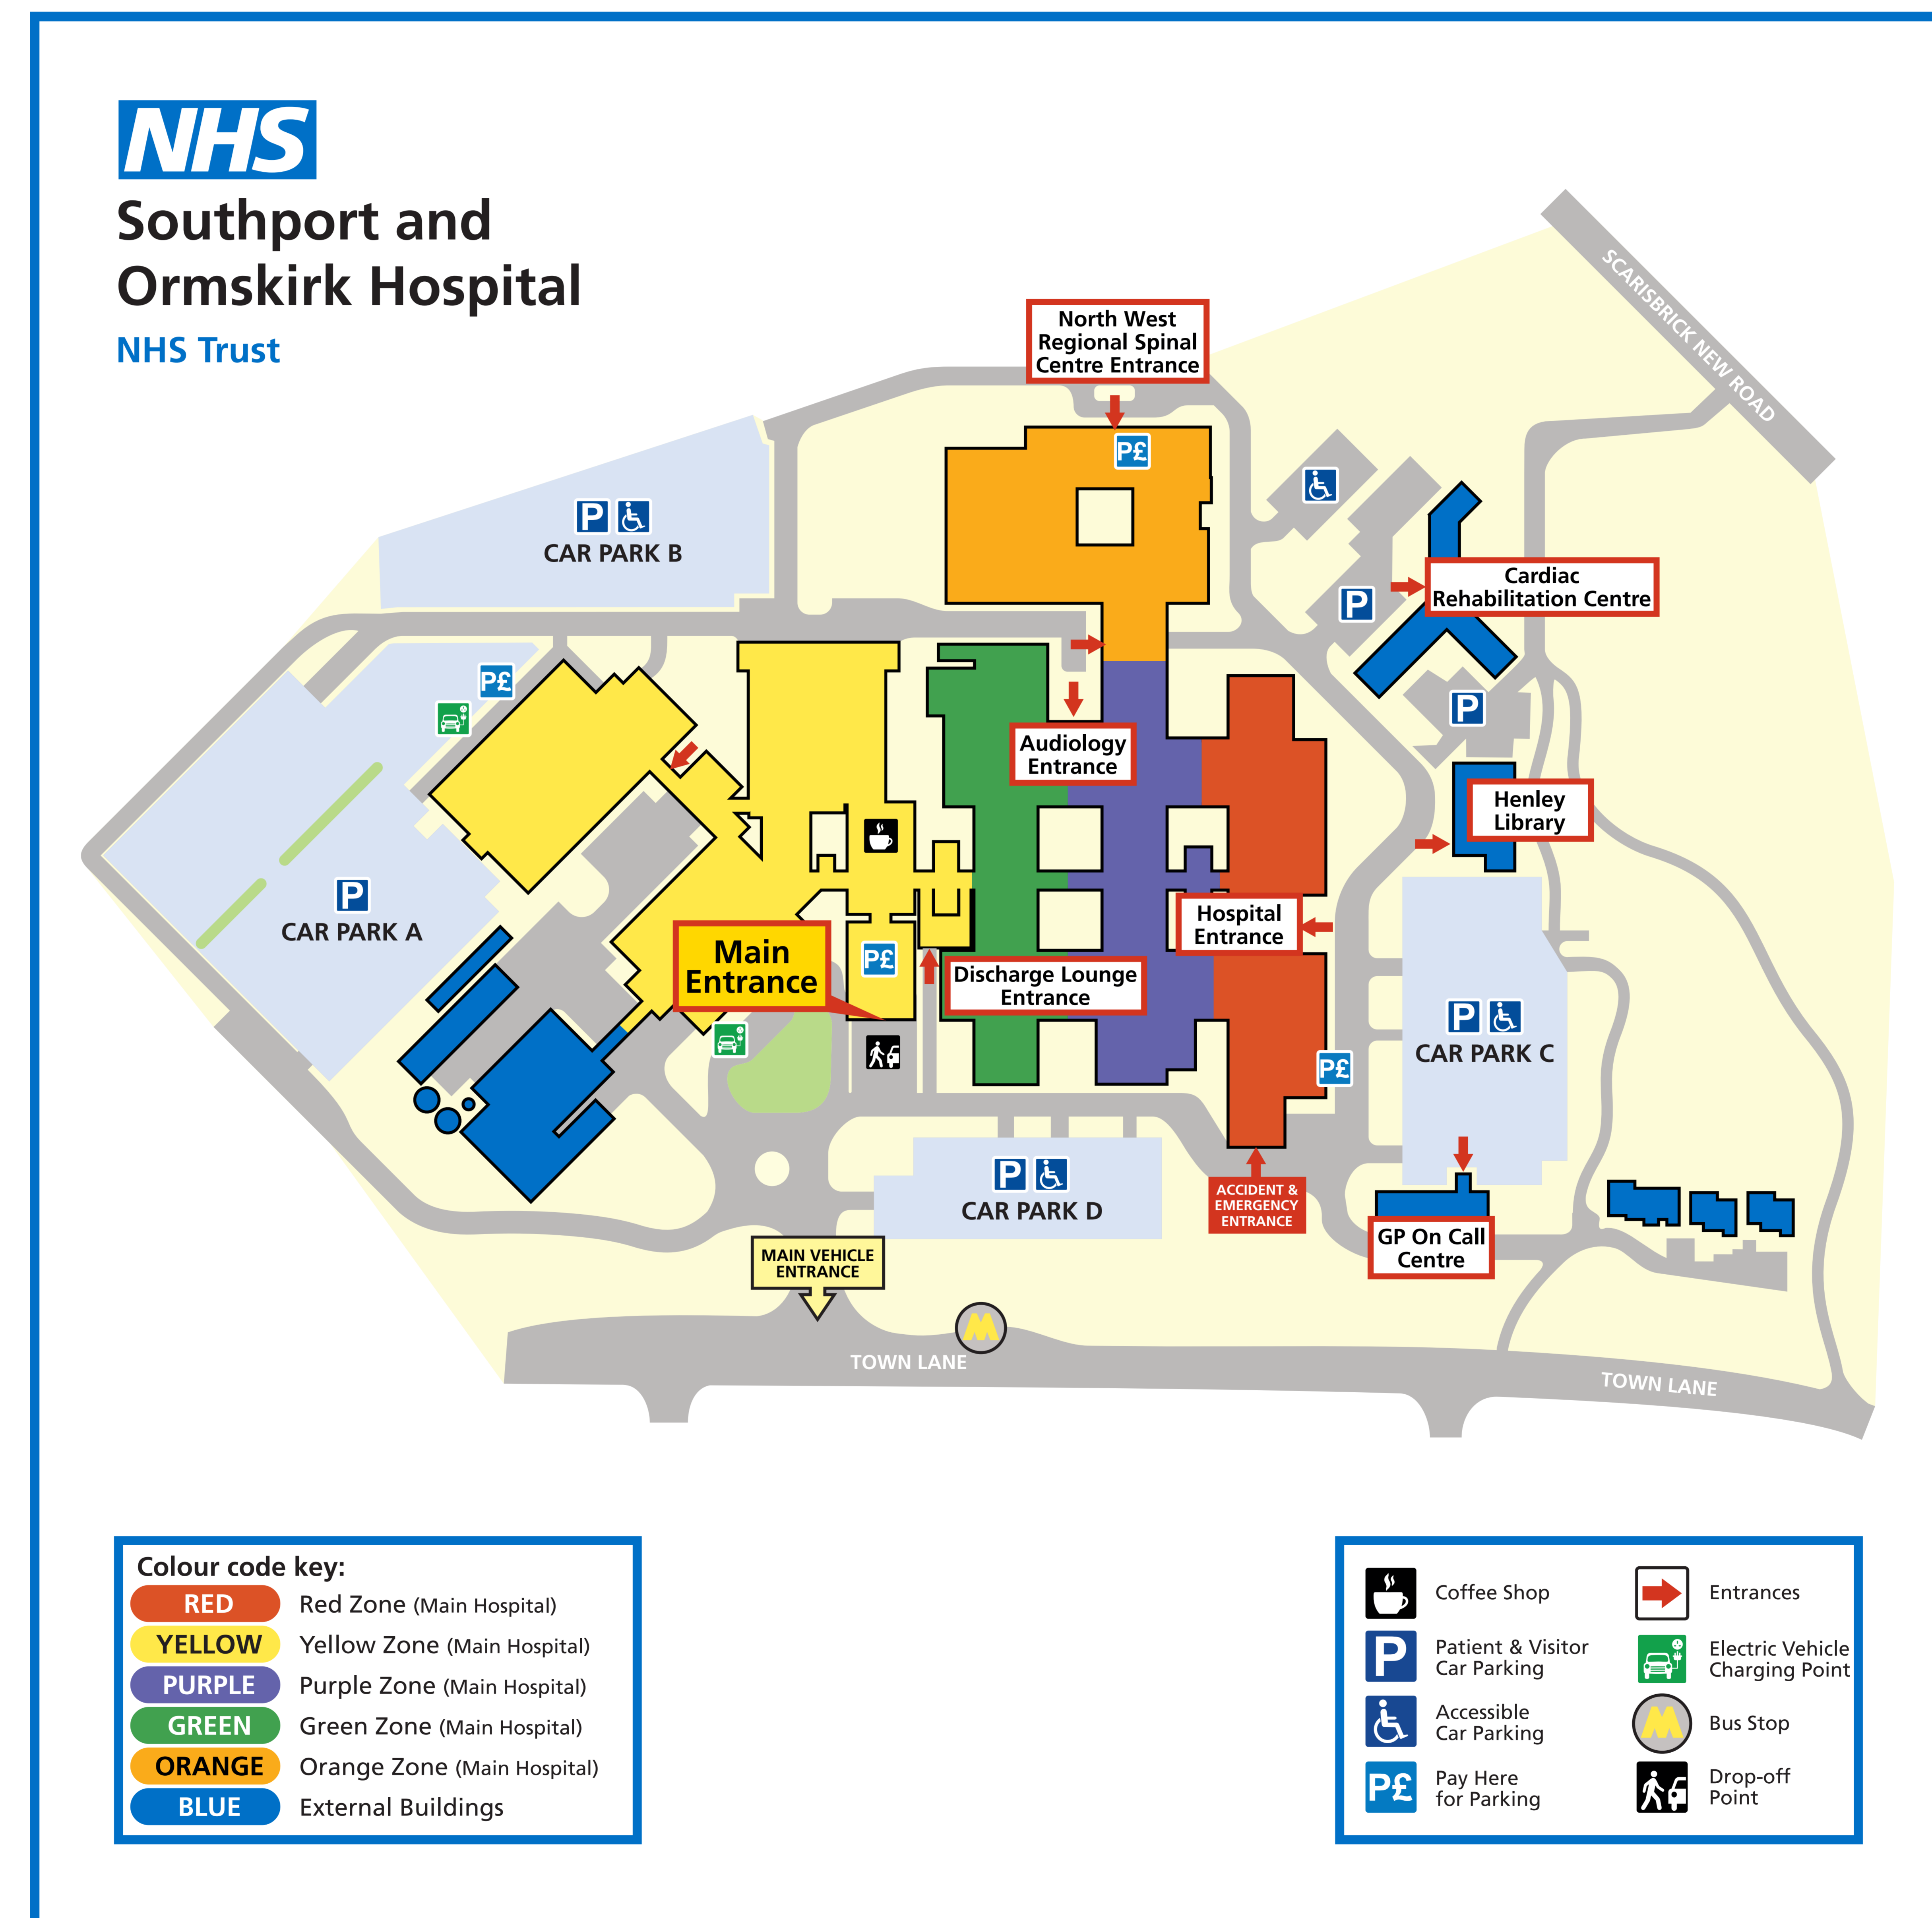 NHS
Southport and
Ormskirk Hospital
NHS Trust
SCARISBRICK NEW ROAD
North West
Regional Spinal
Centre Entrance
P£
P
CAR PARK B
Cardiac
Rehabilitation Centre
P
P£
P
Audiology
Entrance
Henley
Library
P
CAR PARK A
Hospital
Entrance
Main
Entrance
P£
Discharge Lounge
Entrance
P
CAR PARK C
P£
P
CAR PARK D
ACCIDENT &
EMERGENCY
ENTRANCE
GP On Call
Centre
MAIN VEHICLE
ENTRANCE
M
TOWN LANE
TOWN LANE
Colour code key:
RED Red Zone (Main Hospital)
YELLOW Yellow Zone (Main Hospital)
PURPLE Purple Zone (Main Hospital)
GREEN Green Zone (Main Hospital)
ORANGE Orange Zone (Main Hospital)
BLUE External Buildings
Coffee Shop
P Patient & Visitor
Car Parking
Accessible
Car Parking
P£ Pay Here
for Parking
Entrances
Electric Vehicle
Charging Point
M Bus Stop
Drop-off
Point